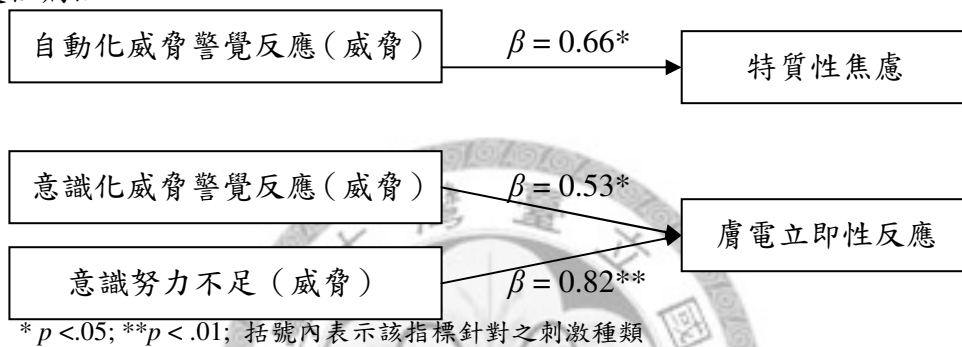 自動化威脅警覺反應（威脅）
β = 0.66*
特質性焦慮
意識化威脅警覺反應（威脅）
β = 0.53*
膚電立即性反應
意識努力不足（威脅）
β = 0.82**
* p <.05; **p < .01; 括號內表示該指標針對之刺激種類